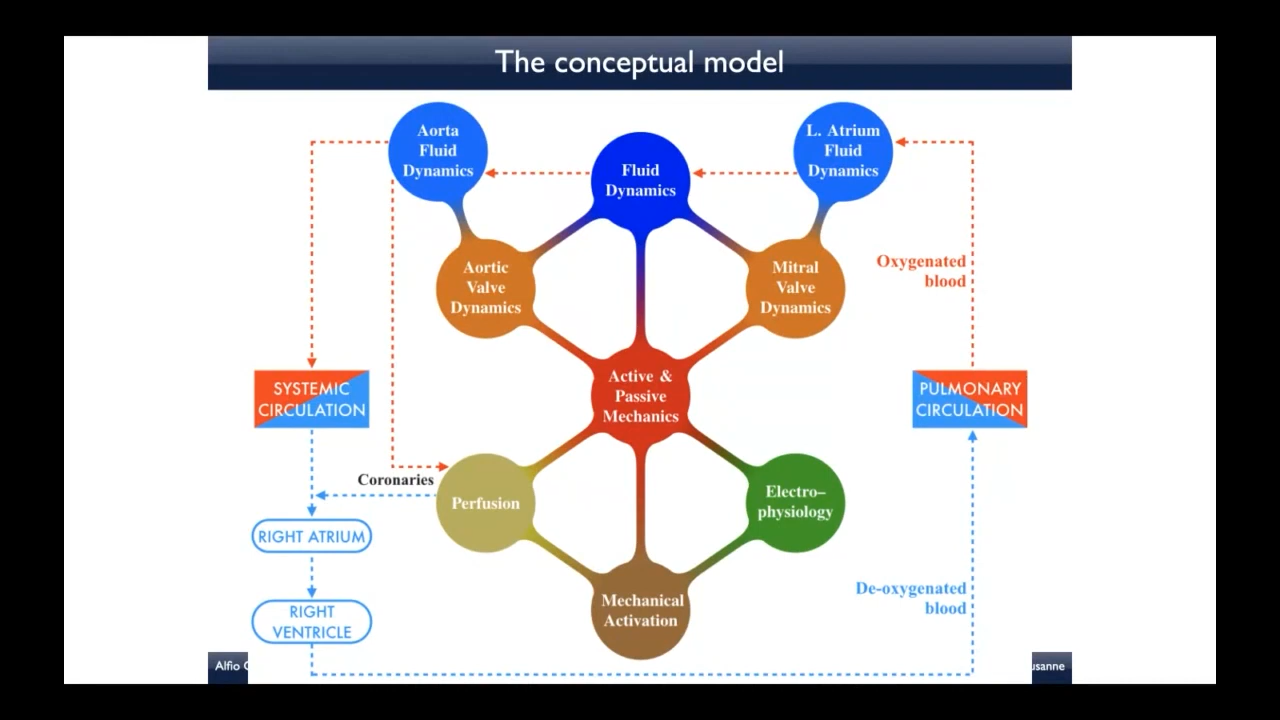 The conceptual model
Aorta
Fluid
Dynamics
Fluid
Dynamics
L. Atrium
Fluid
Dynamics
Aortic
Valve
Dynamics
Mitral
Valve
Dynamics
Oxygenated
blood
Active &
Passive
Mechanics
SYSTEMIC
CIRCULATION
PULMONARY
CIRCULATION
Coronaries
Perfusion
Electro–
physiology
RIGHT ATRIUM
Mechanical
Activation
De-oxygenated
blood
RIGHT
VENTRICLE
Alfio